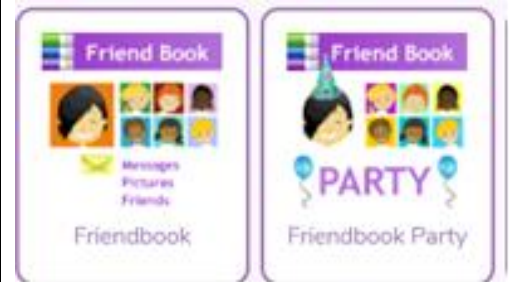 Friend Book
Messages
Pictures
Friends
Friendbook
Friend Book
PARTY
Friendbook Party